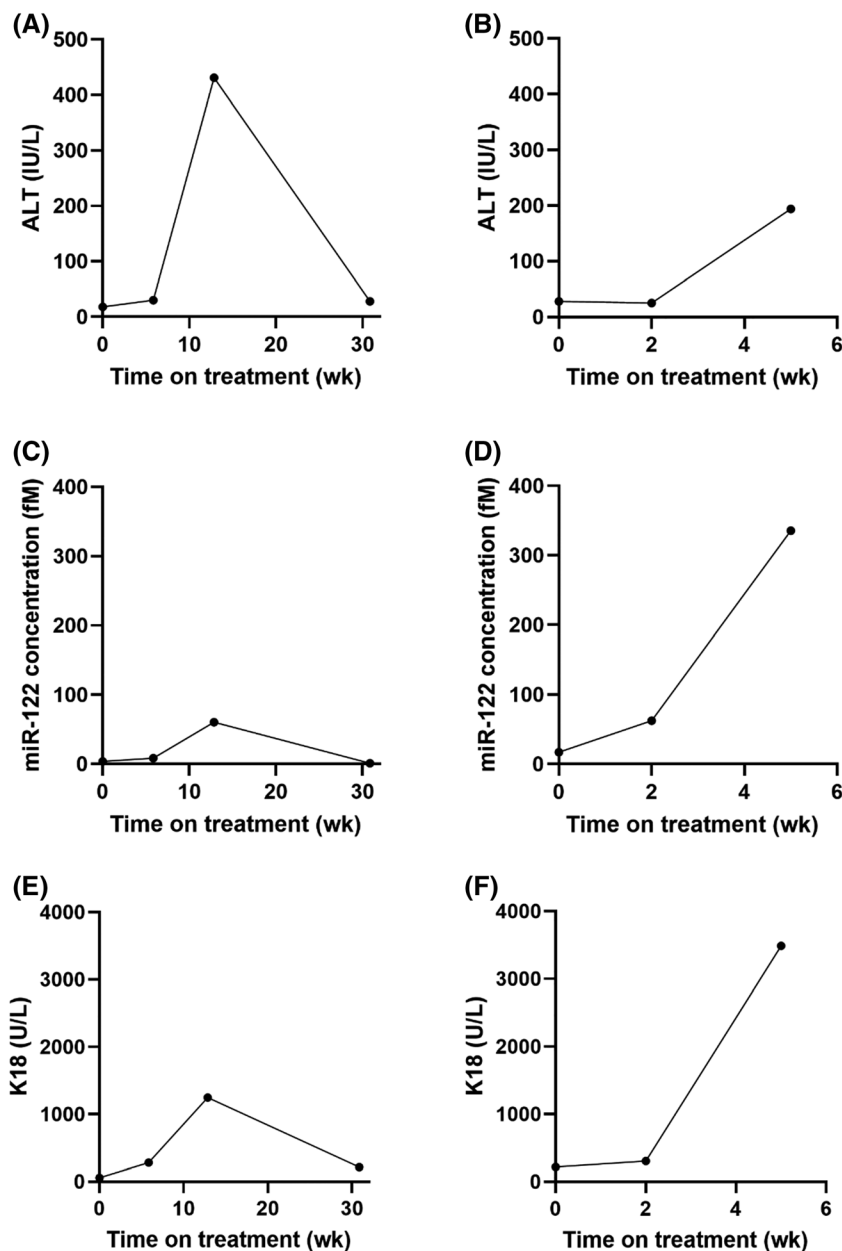 (A)
500
400
300
200
100
0
ALT (IU/L)
0 10 20 30
Time on treatment (wk)
(B)
500
400
300
200
100
0
ALT (IU/L)
0 2 4 6
Time on treatment (wk)
(C)
400
300
200
100
0
miR-122 concentration (fM)
0 10 20 30
Time on treatment (wk)
(D)
400
300
200
100
0
miR-122 concentration (fM)
0 2 4 6
Time on treatment (wk)
(E)
4000
3000
2000
1000
0
K18 (U/L)
0 10 20 30
Time on treatment (wk)
(F)
4000
3000
2000
1000
0
K18 (U/L)
0 2 4 6
Time on treatment (wk)